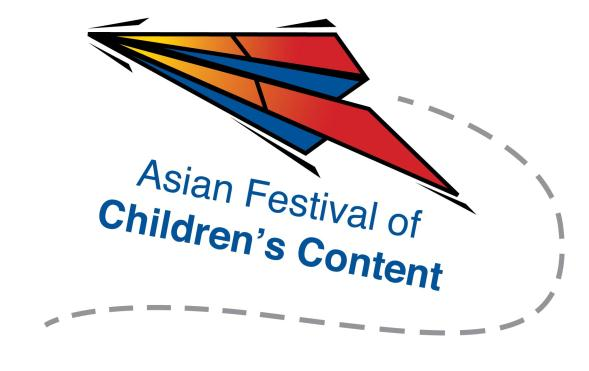 Asian Festival of
Children’s Content